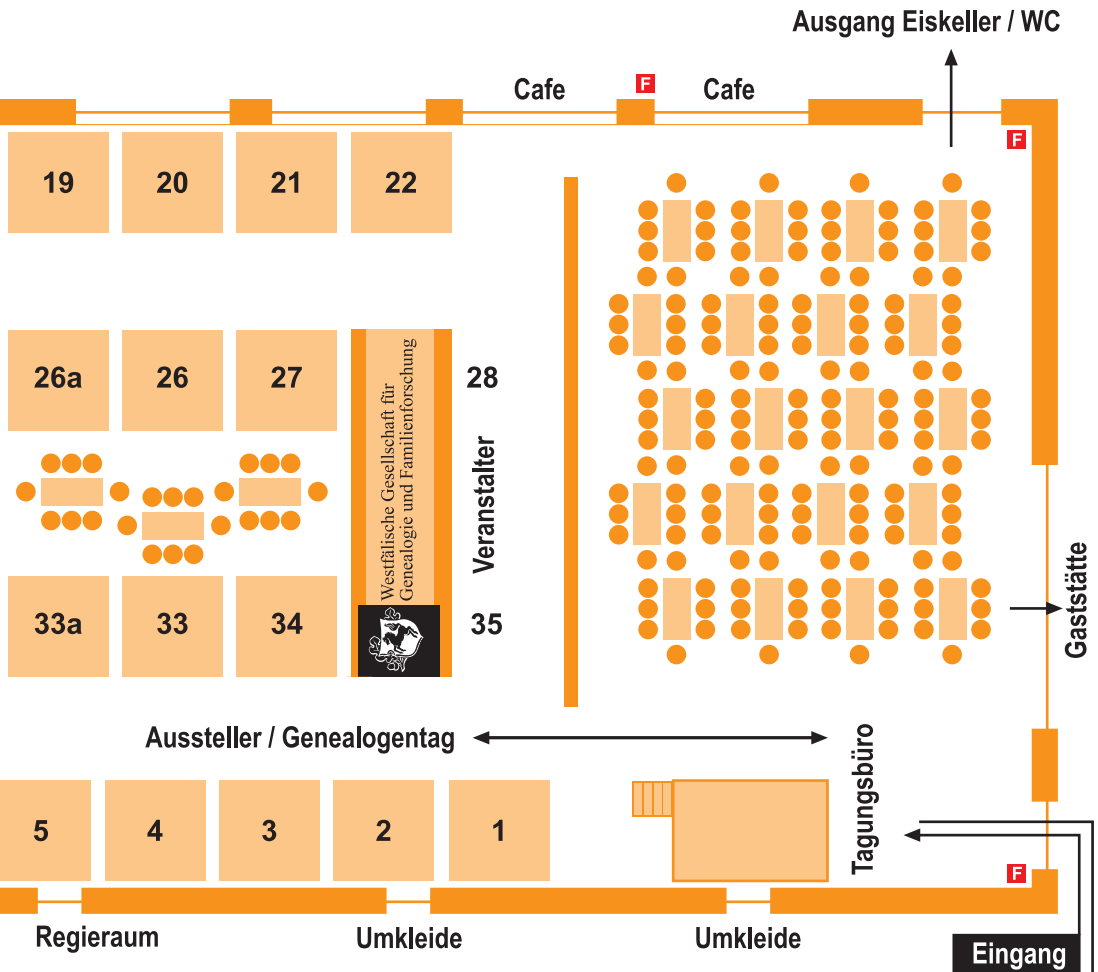 Ausgang Eiskeller / WC
F
Cafe
Cafe
F
19
20
21
22
26a
26
27
28
Westfälische Gesellschaft für
Genealogie und Familienforschung
Veranstalter
33a
33
34
35
Gaststätte
Aussteller / Genealogentag
Tagungsbüro
5
4
3
2
1
F
Regieraum
Umkleide
Umkleide
Eingang